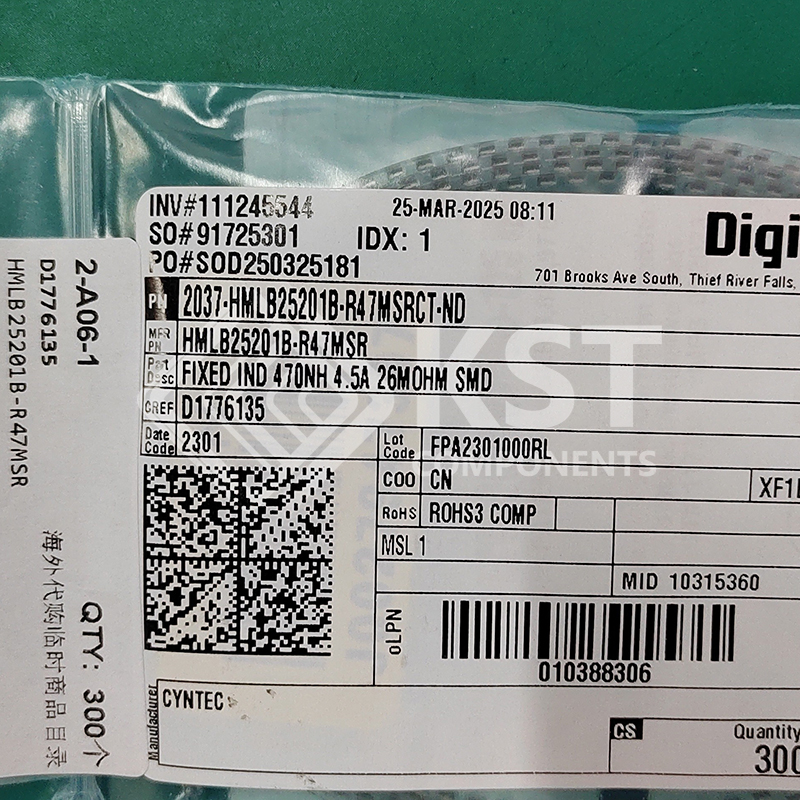 INV#111245544
25-MAR-2025 08:11
SO#91725301
IDX: 1
PO#SOD250325181
Digi
701 Brooks Ave South, Thief River Falls,
PN 2037-HMLB25201B-R47MSRCT-ND
MFR PN HMLB25201B-R47MSR
Part Desc FIXED IND 470NH 4.5A 26MOHM SMD
CREF D1776135
Date Code 2301
Lot Code FPA2301000RL
COO CN
XF1
RoHS ROHS3 COMP
MSL 1
MID 10315360
oLPN
010388306
Manufacturer
CYNTEC
CS
Quantity
300
2-A06-1
QTY: 300个
D1776135
海外代购临时商品目录
HMLB25201B-R47MSR
KST
COMPONENTS